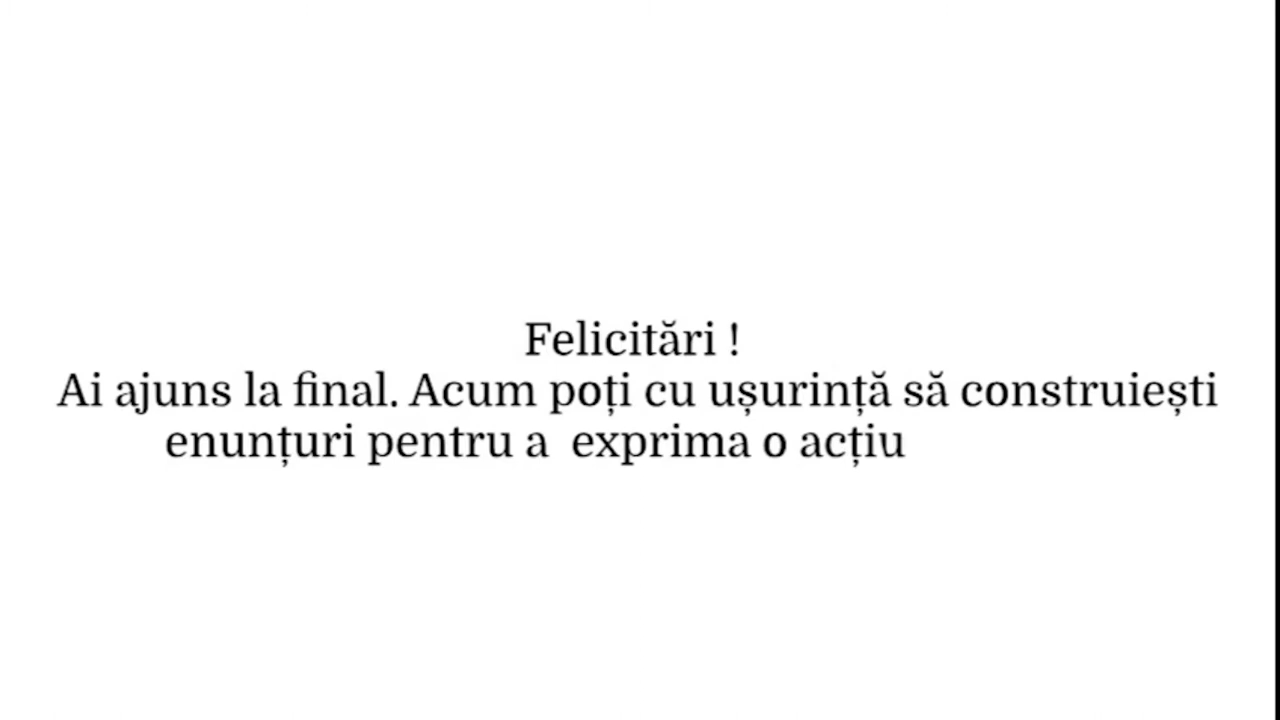 Felicitări !
Ai ajuns la final. Acum poți cu ușurință să construiești
enunțuri pentru a  exprima o acțiu